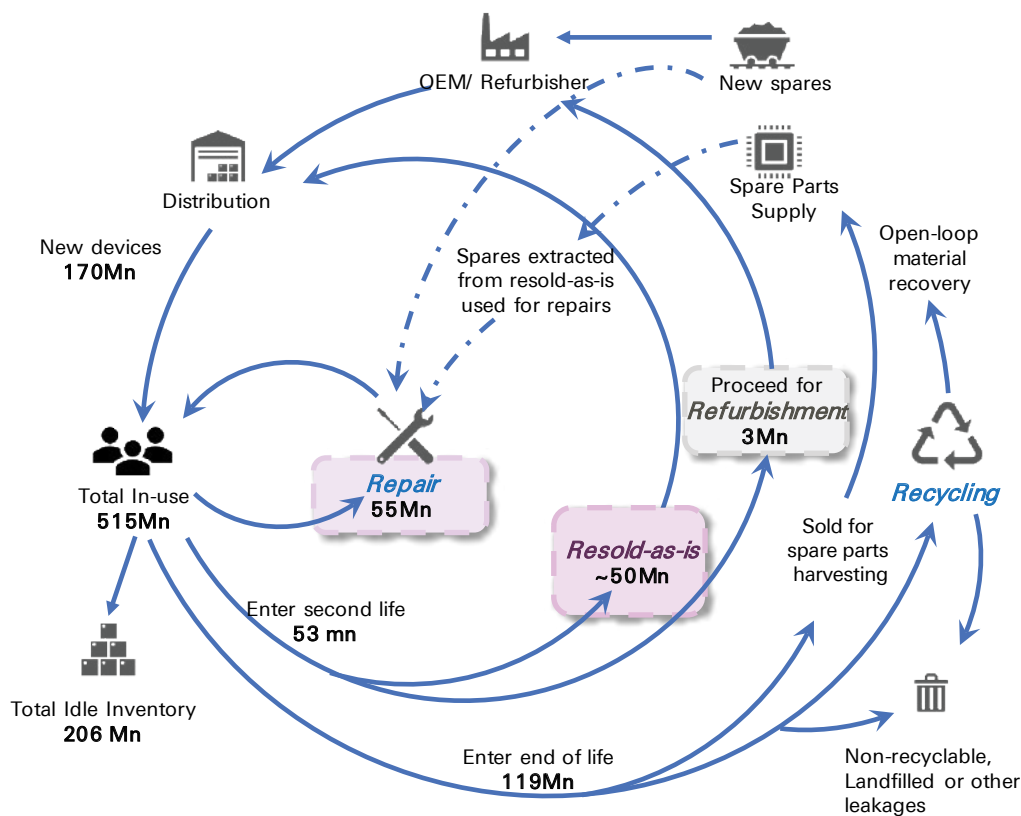 OEM/ Refurbisher
New spares
Distribution
Spare Parts
Supply
New devices
170Mn
Open-loop
material
recovery
Spares extracted
from resold-as-is
used for repairs
Proceed for
Refurbishment
3Mn
Total In-use
515Mn
Repair
55Mn
Recycling
Resold-as-is
~50Mn
Sold for
spare parts
harvesting
Enter second life
53 mn
Total Idle Inventory
206 Mn
Enter end of life
119Mn
Non-recyclable,
Landfilled or other
leakages